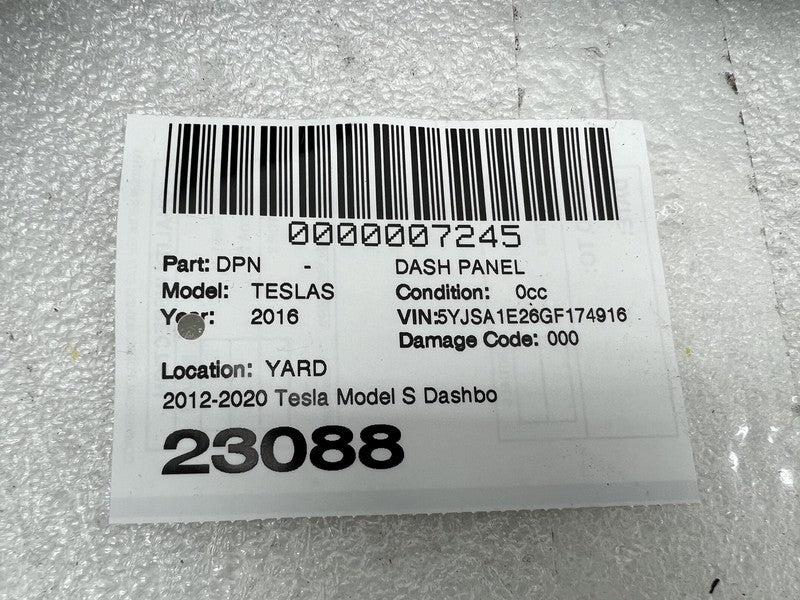 0000007245
Part: DPN - DASH PANEL
Model: TESLAS Condition: 0cc
Year: 2016 VIN:5YJSA1E26GF174916
Damage Code: 000
Location: YARD
2012-2020 Tesla Model S Dashbo
23088